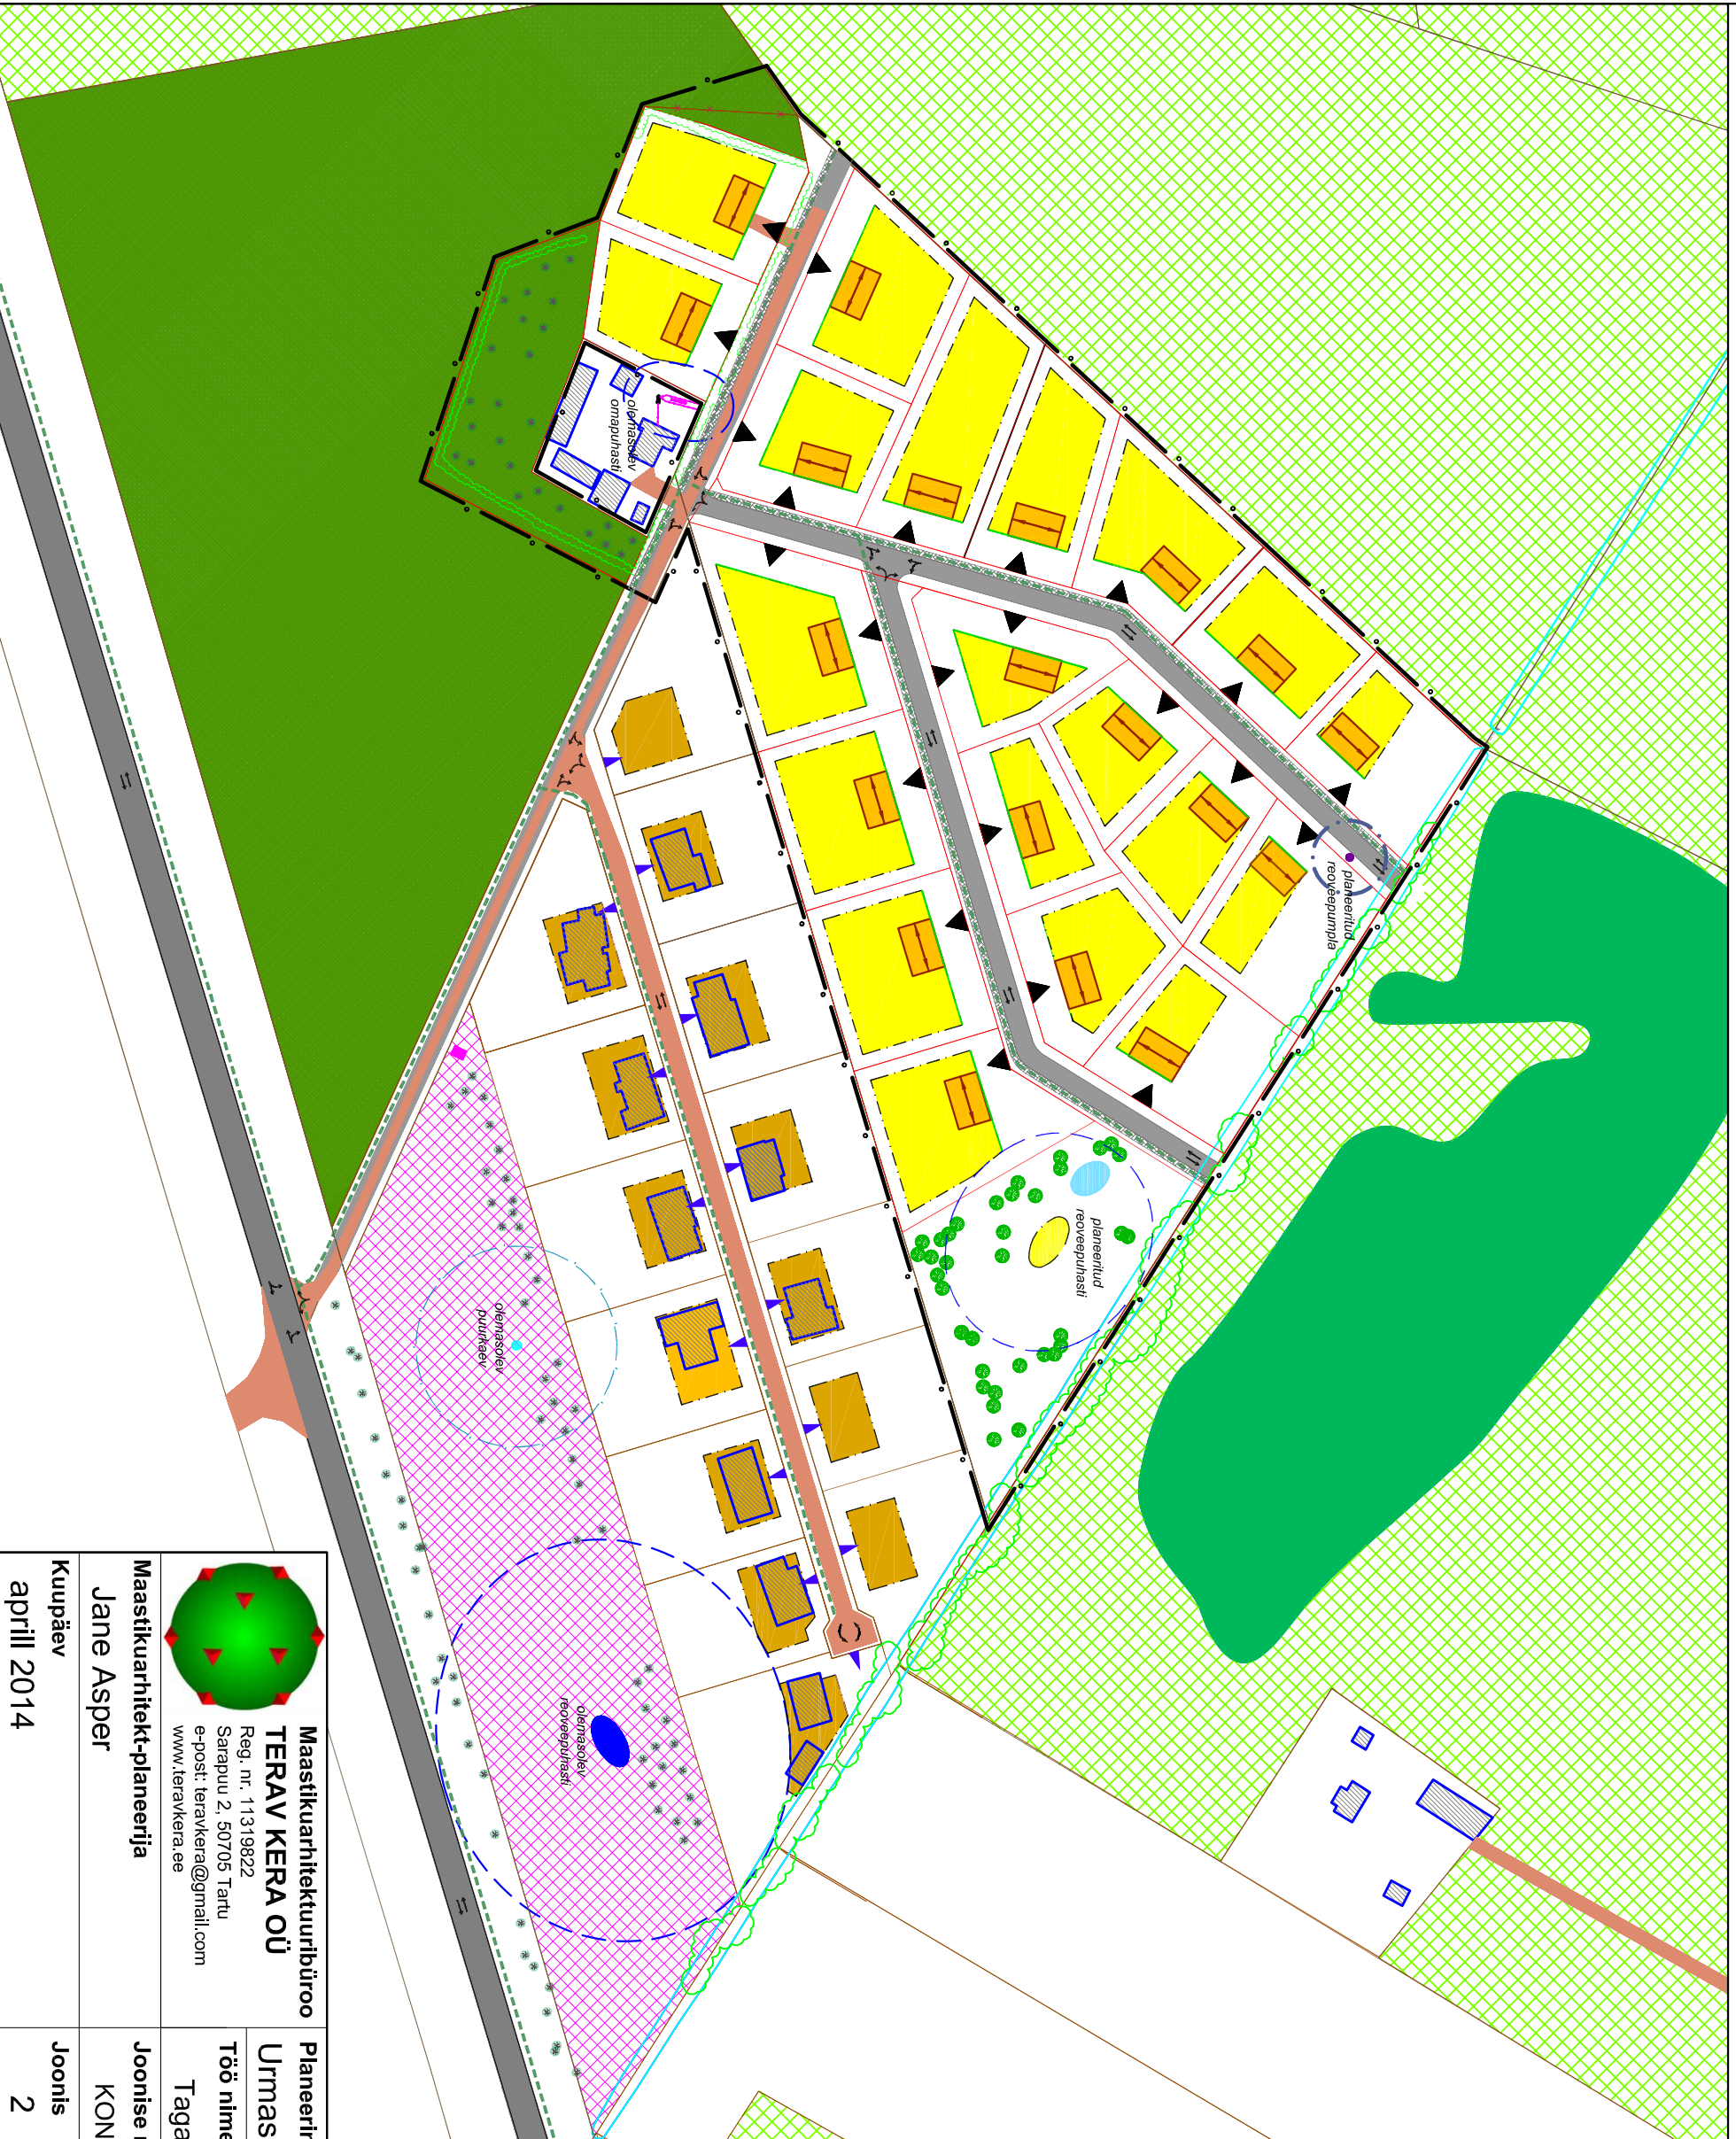 olemasolev
omapuhasti
planeeritud
reoveepumpla
planeeritud
reoveepuhasti
olemasolev
puurkaev
olemasolev
reoveepuhasti
Maastikuarhitektuuribüroo
TERAV KERA OÜ
Reg. nr. 11319822
Sarapuu 2, 50705 Tartu
e-post: teravkera@gmail.com
www.teravkera.ee
Maastikuarhitekt-planeerija
Jane Asper
Kuupäev
aprill 2014
Urmas
Töö nime
Taga
Joonise
KON
Joonis
2